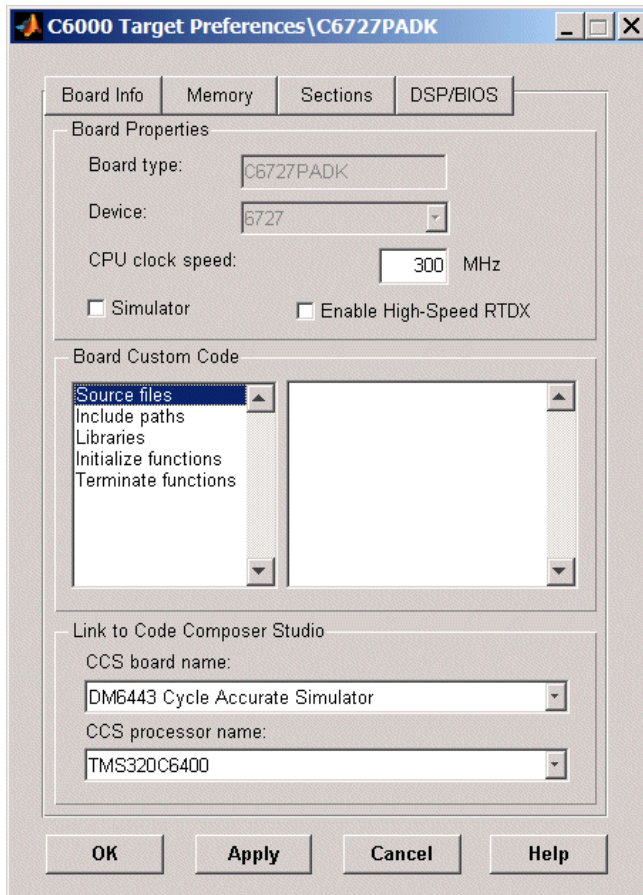 C6000 Target Preferences\C6727PADK
Board Info Memory Sections DSP/BIOS
Board Properties
Board type: C6727PADK
Device: 6727
CPU clock speed: 300 MHz
Simulator Enable High-Speed RTDX
Board Custom Code
Source files
Include paths
Libraries
Initialize functions
Terminate functions
Link to Code Composer Studio
CCS board name:
DM6443 Cycle Accurate Simulator
CCS processor name:
TMS320C6400
OK Apply Cancel Help